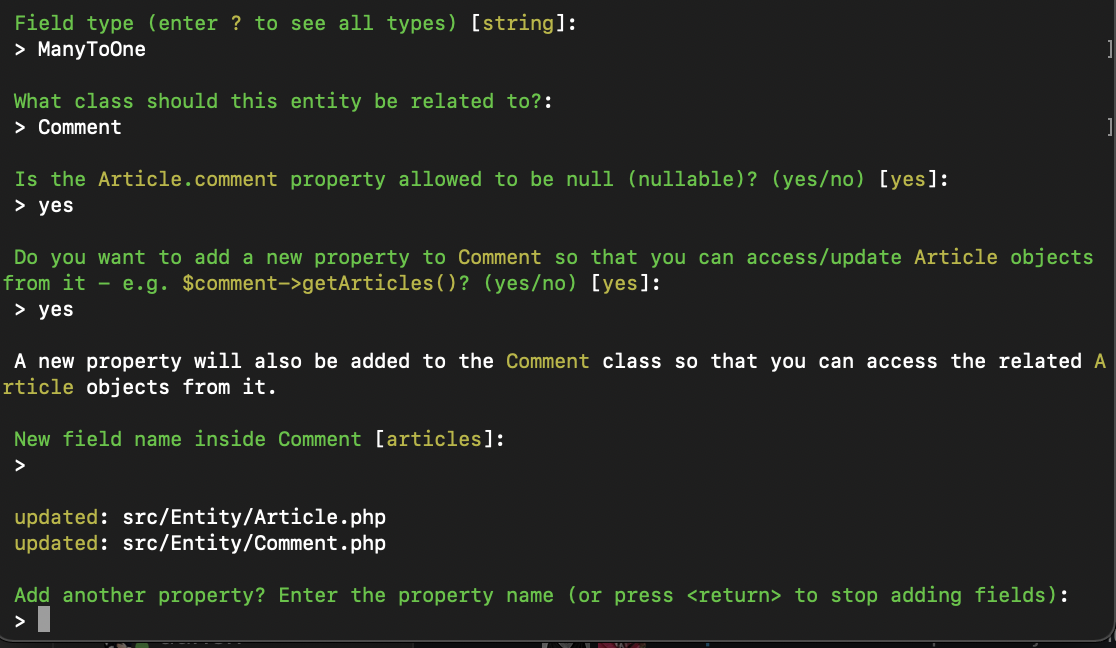 Field type (enter ? to see all types) [string]:
> ManyToOne
]
What class should this entity be related to?:
> Comment
]
Is the Article.comment property allowed to be null (nullable)? (yes/no) [yes]:
> yes
Do you want to add a new property to Comment so that you can access/update Article objects
from it – e.g. $comment->getArticles()? (yes/no) [yes]:
> yes
A new property will also be added to the Comment class so that you can access the related A
rticle objects from it.
New field name inside Comment [articles]:
>
updated: src/Entity/Article.php
updated: src/Entity/Comment.php
Add another property? Enter the property name (or press <return> to stop adding fields):
>